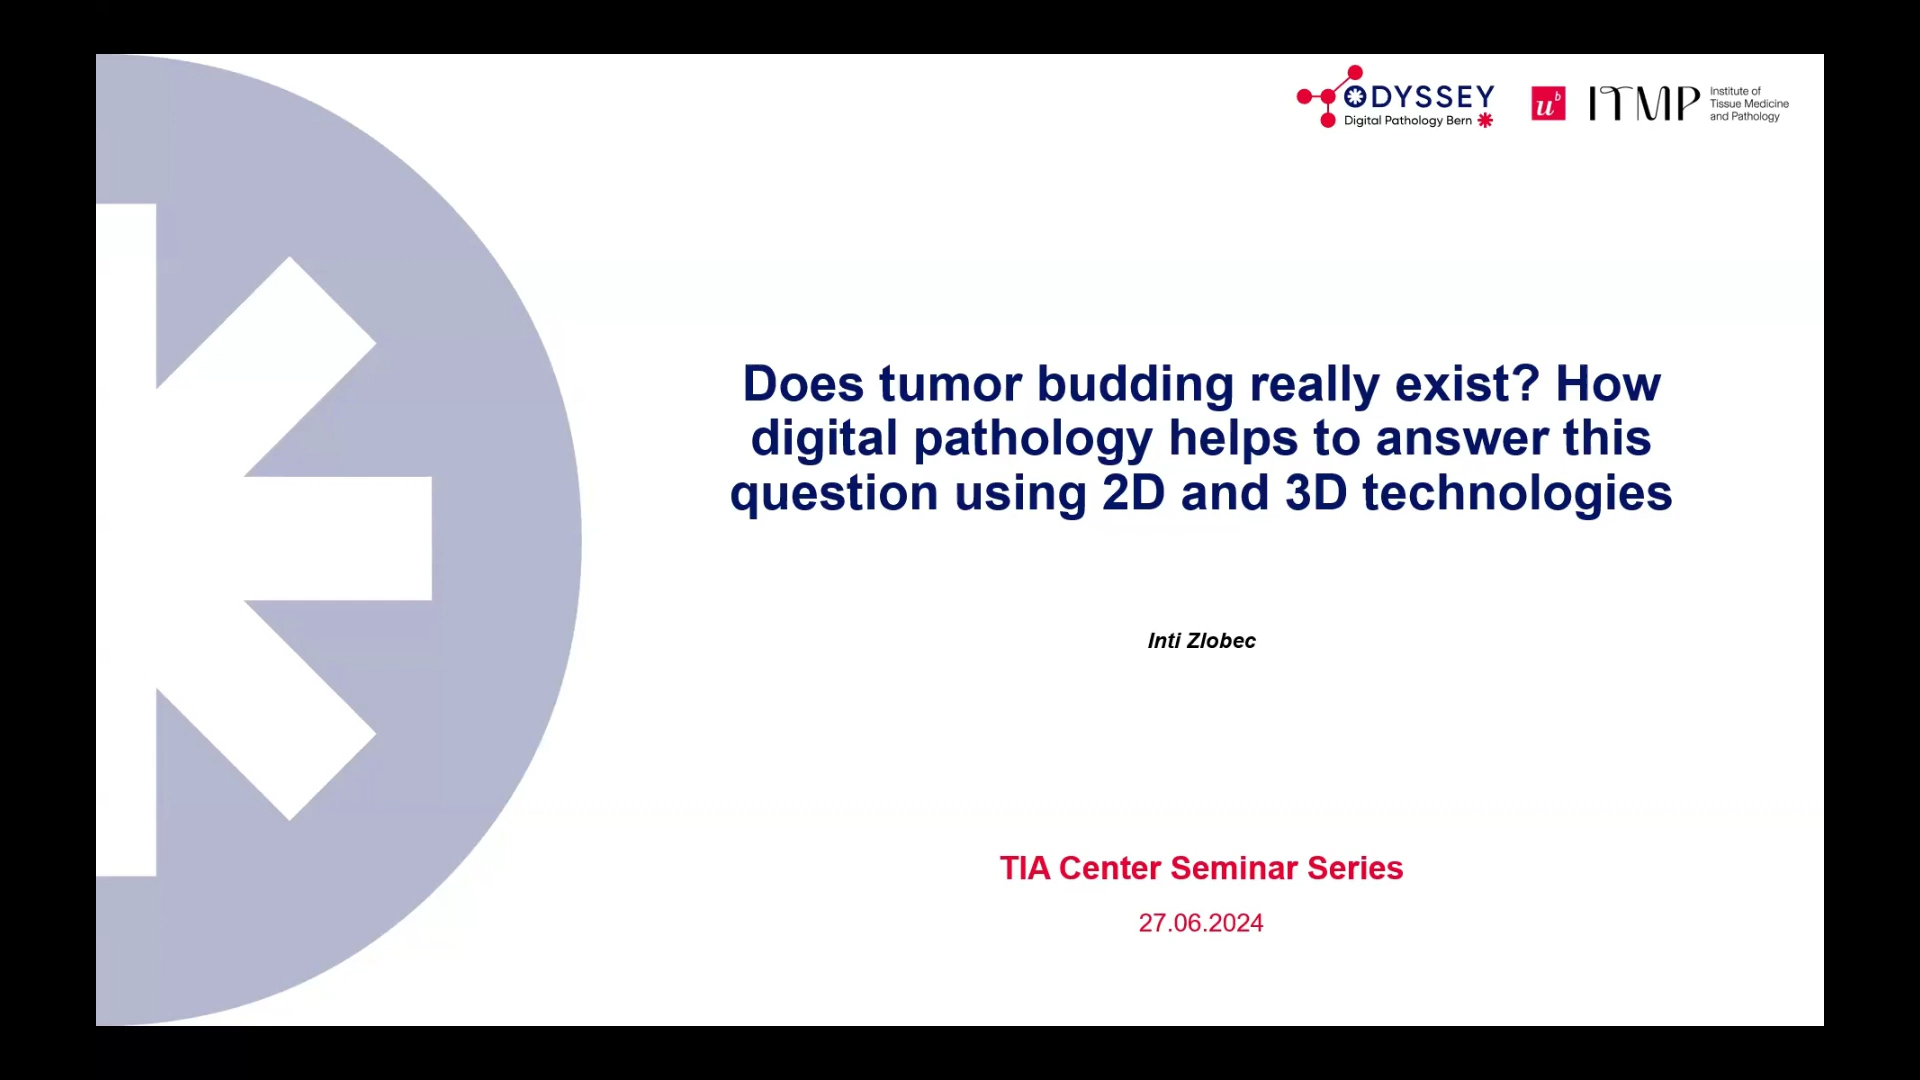 ODYSSEY
Digital Pathology Bern
u b
ITMP
Institute of
Tissue Medicine
and Pathology
Does tumor budding really exist? How
digital pathology helps to answer this
question using 2D and 3D technologies
Inti Zlobec
TIA Center Seminar Series
27.06.2024